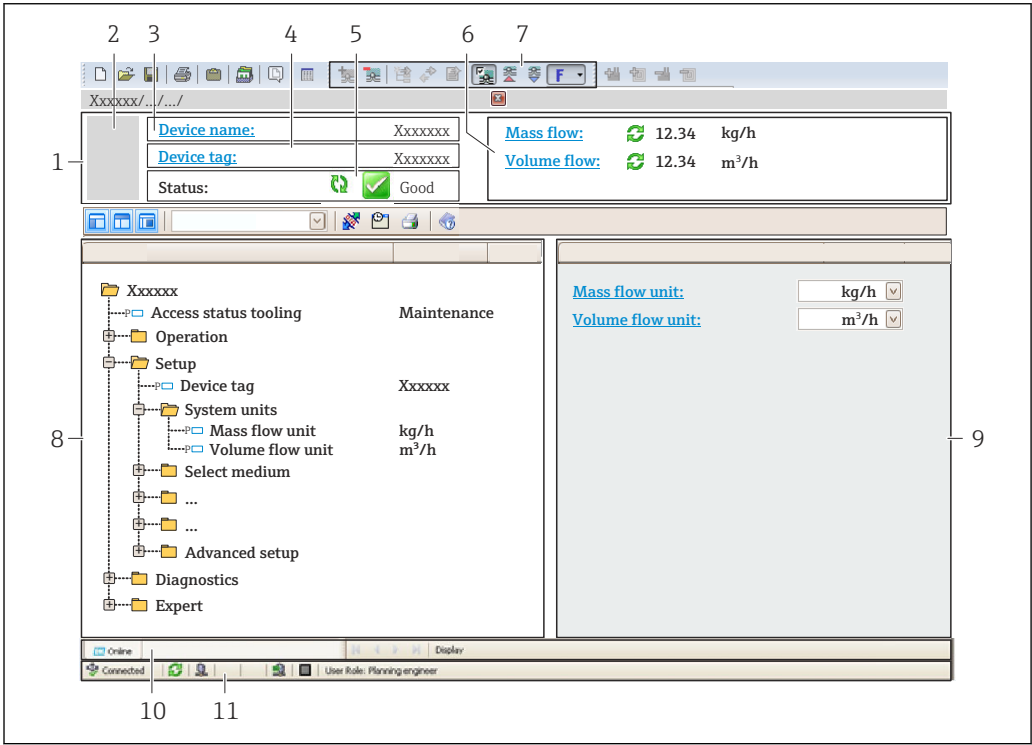 2 3 4 5 6 7
F
Xxxxxx/.../.../
1
Device name: Xxxxxxx
Device tag: Xxxxxxx
Status: Good
Mass flow: 12.34 kg/h
Volume flow: 12.34 m³/h
Xxxxxx
P Access status tooling Maintenance
Operation
Setup
P Device tag Xxxxxx
System units
P Mass flow unit kg/h
P Volume flow unit m³/h
Select medium
...
...
Advanced setup
Diagnostics
Expert
8
Mass flow unit: kg/h
Volume flow unit: m³/h
9
Online Display
Connected User Role: Planning engineer
10 11